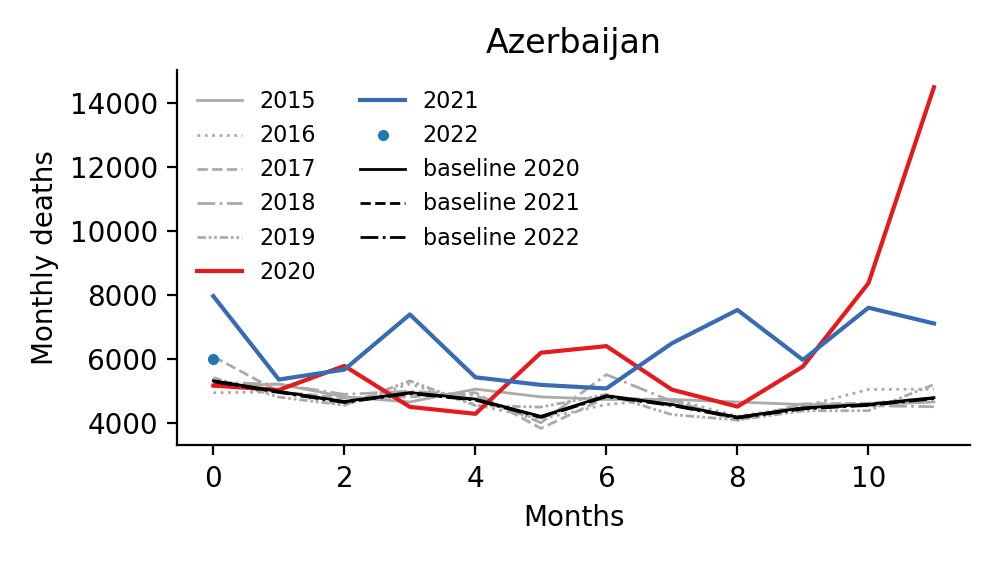 Azerbaijan
14000
12000
10000
8000
6000
4000
Monthly deaths
2015
2016
2017
2018
2019
2020
2021
2022
baseline 2020
baseline 2021
baseline 2022
0 2 4 6 8 10
Months